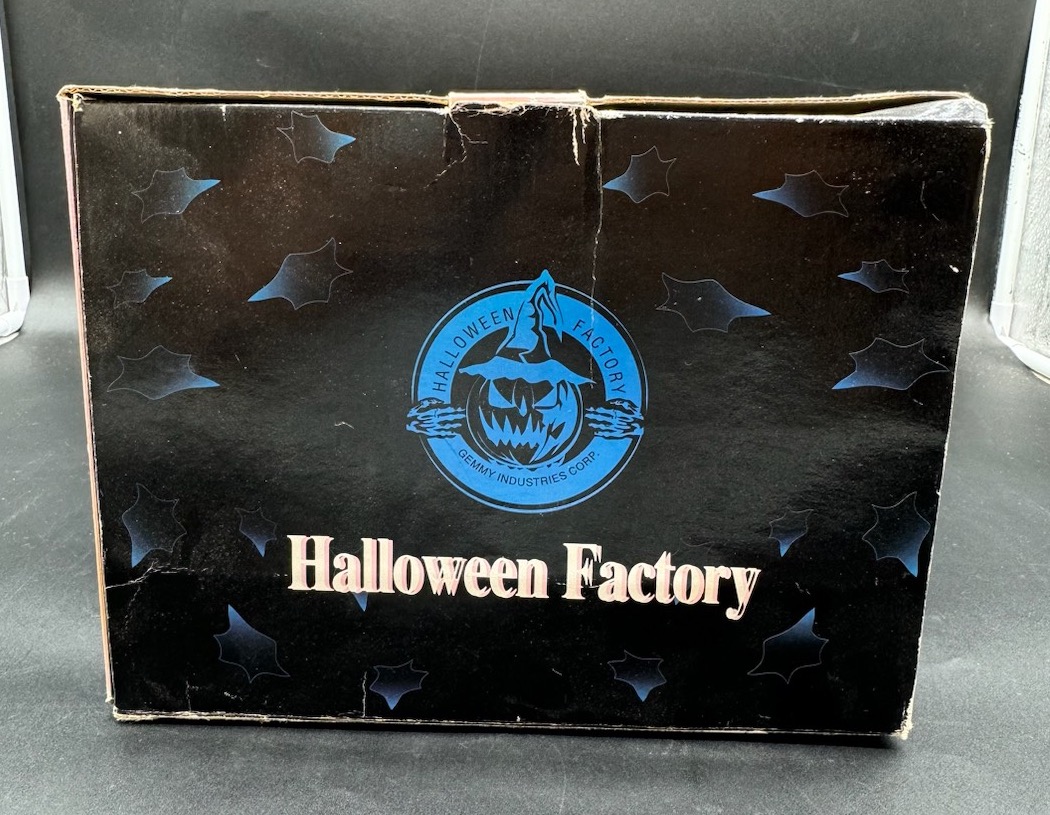 HALLOWEEN FACTORY
GEMMY INDUSTRIES CORP.
Halloween Factory